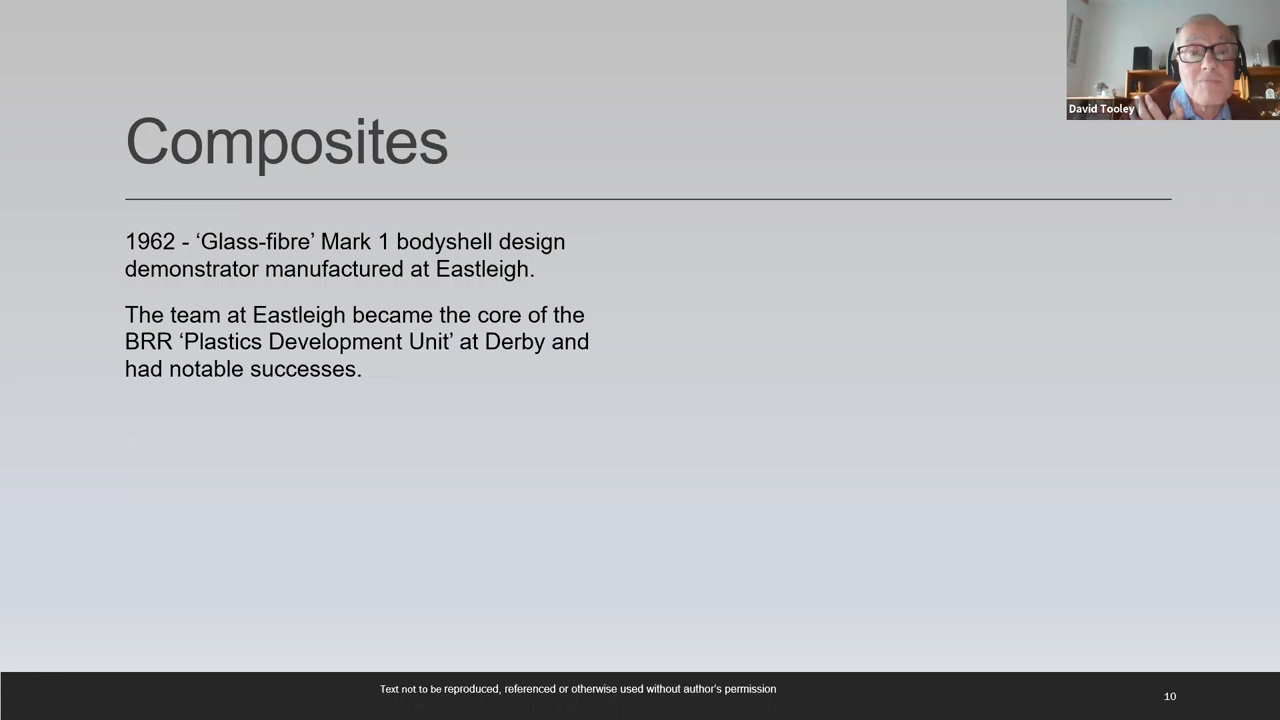 David Tooley
Composites
1962 - ‘Glass-fibre’ Mark 1 bodyshell design
demonstrator manufactured at Eastleigh.
The team at Eastleigh became the core of the
BRR ‘Plastics Development Unit’ at Derby and
had notable successes.
Text not to be reproduced, referenced or otherwise used without author’s permission
10